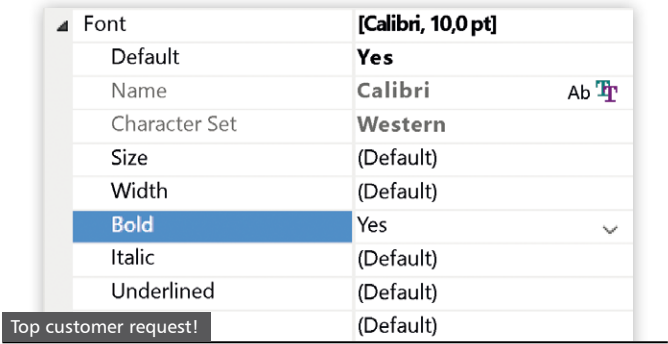 Font [Calibri, 10,0 pt]
Default Yes
Name Calibri Ab TT
Character Set Western
Size (Default)
Width (Default)
Bold Yes
Italic (Default)
Underlined (Default)
(Default)
Top customer request!